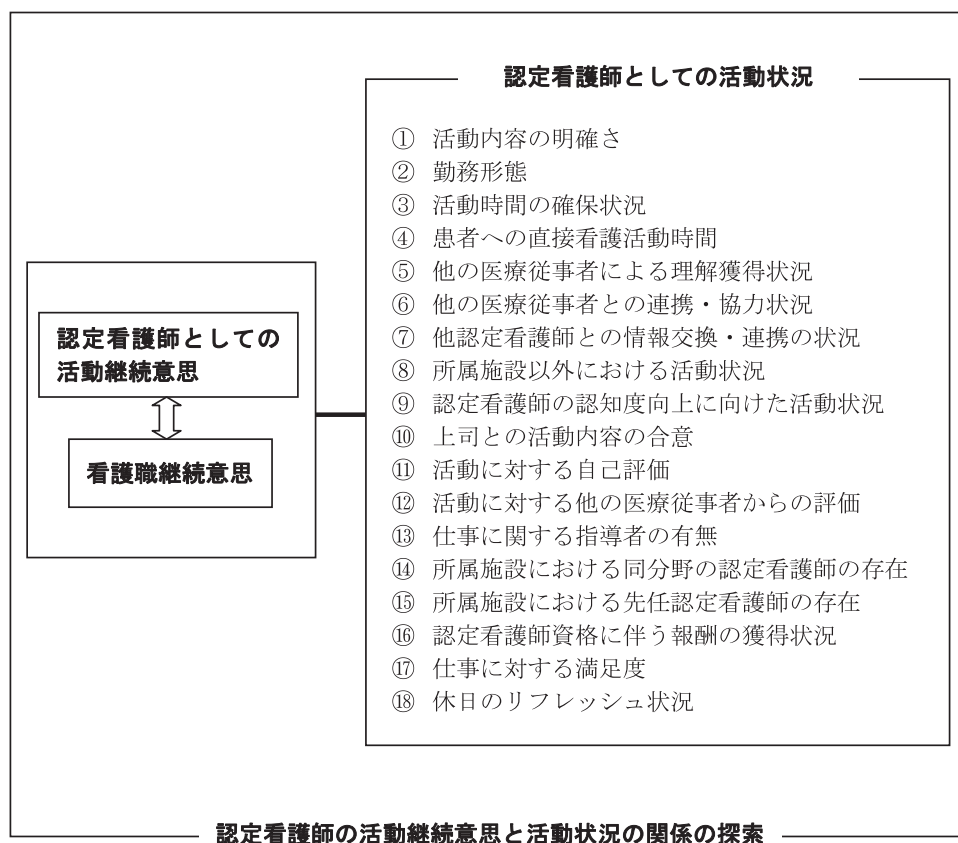 認定看護師としての活動状況
① 活動内容の明確さ
② 勤務形態
③ 活動時間の確保状況
④ 患者への直接看護活動時間
⑤ 他の医療従事者による理解獲得状況
⑥ 他の医療従事者との連携・協力状況
⑦ 他認定看護師との情報交換・連携の状況
⑧ 所属施設以外における活動状況
⑨ 認定看護師の認知度向上に向けた活動状況
⑩ 上司との活動内容の合意
⑪ 活動に対する自己評価
⑫ 活動に対する他の医療従事者からの評価
⑬ 仕事に関する指導者の有無
⑭ 所属施設における同分野の認定看護師の存在
⑮ 所属施設における先任認定看護師の存在
⑯ 認定看護師資格に伴う報酬の獲得状況
⑰ 仕事に対する満足度
⑱ 休日のリフレッシュ状況
認定看護師としての
活動継続意思
看護職継続意思
認定看護師の活動継続意思と活動状況の関係の探索